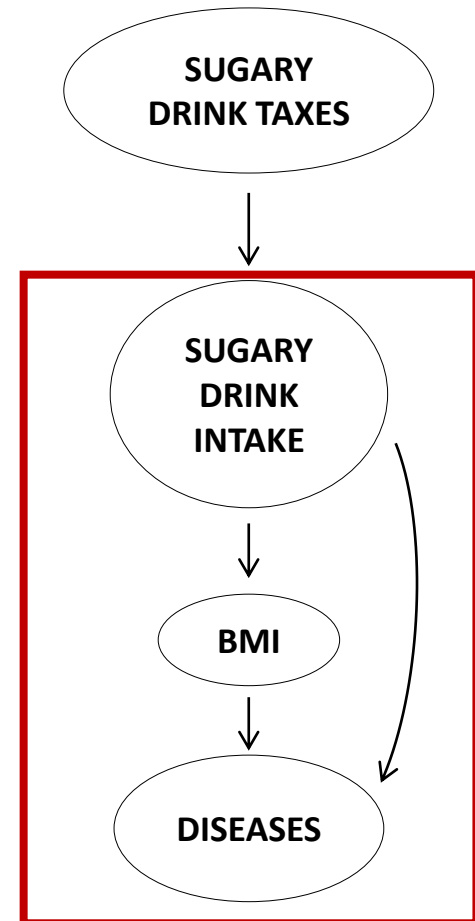 SUGARY
DRINK TAXES
SUGARY
DRINK
INTAKE
BMI
DISEASES